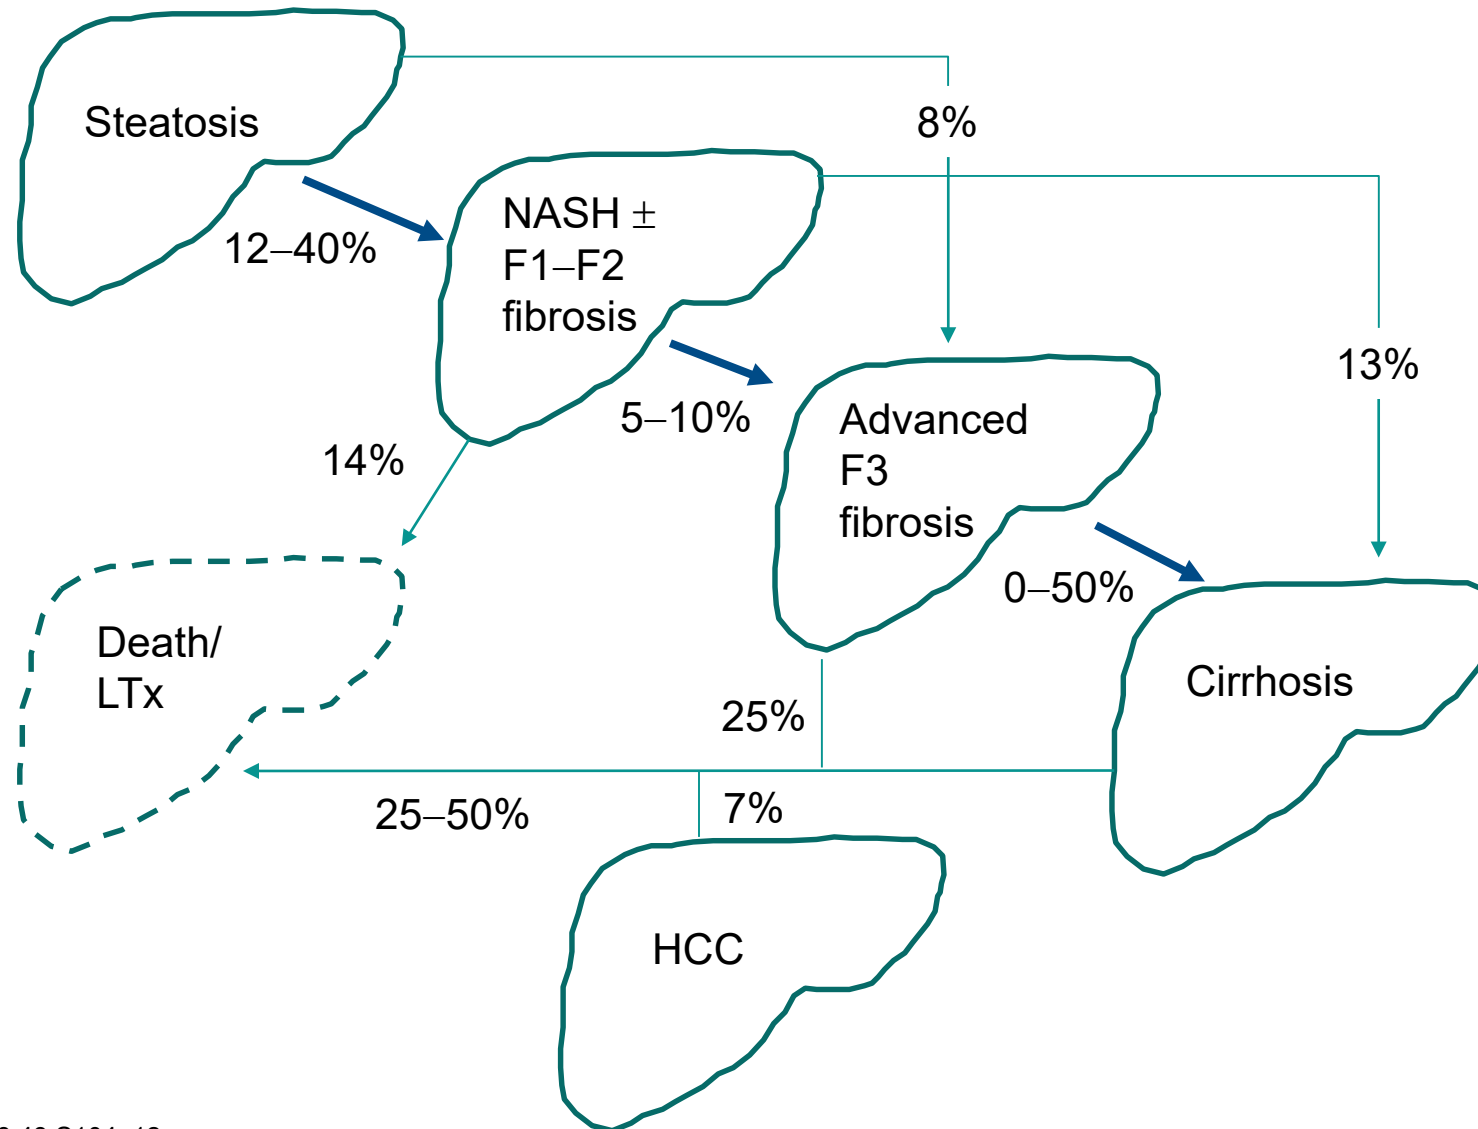 Steatosis
8%
12–40%
NASH ±
F1–F2
fibrosis
13%
5–10%
14%
Advanced
F3
fibrosis
0–50%
Death/
LTx
Cirrhosis
25%
25–50%
7%
HCC